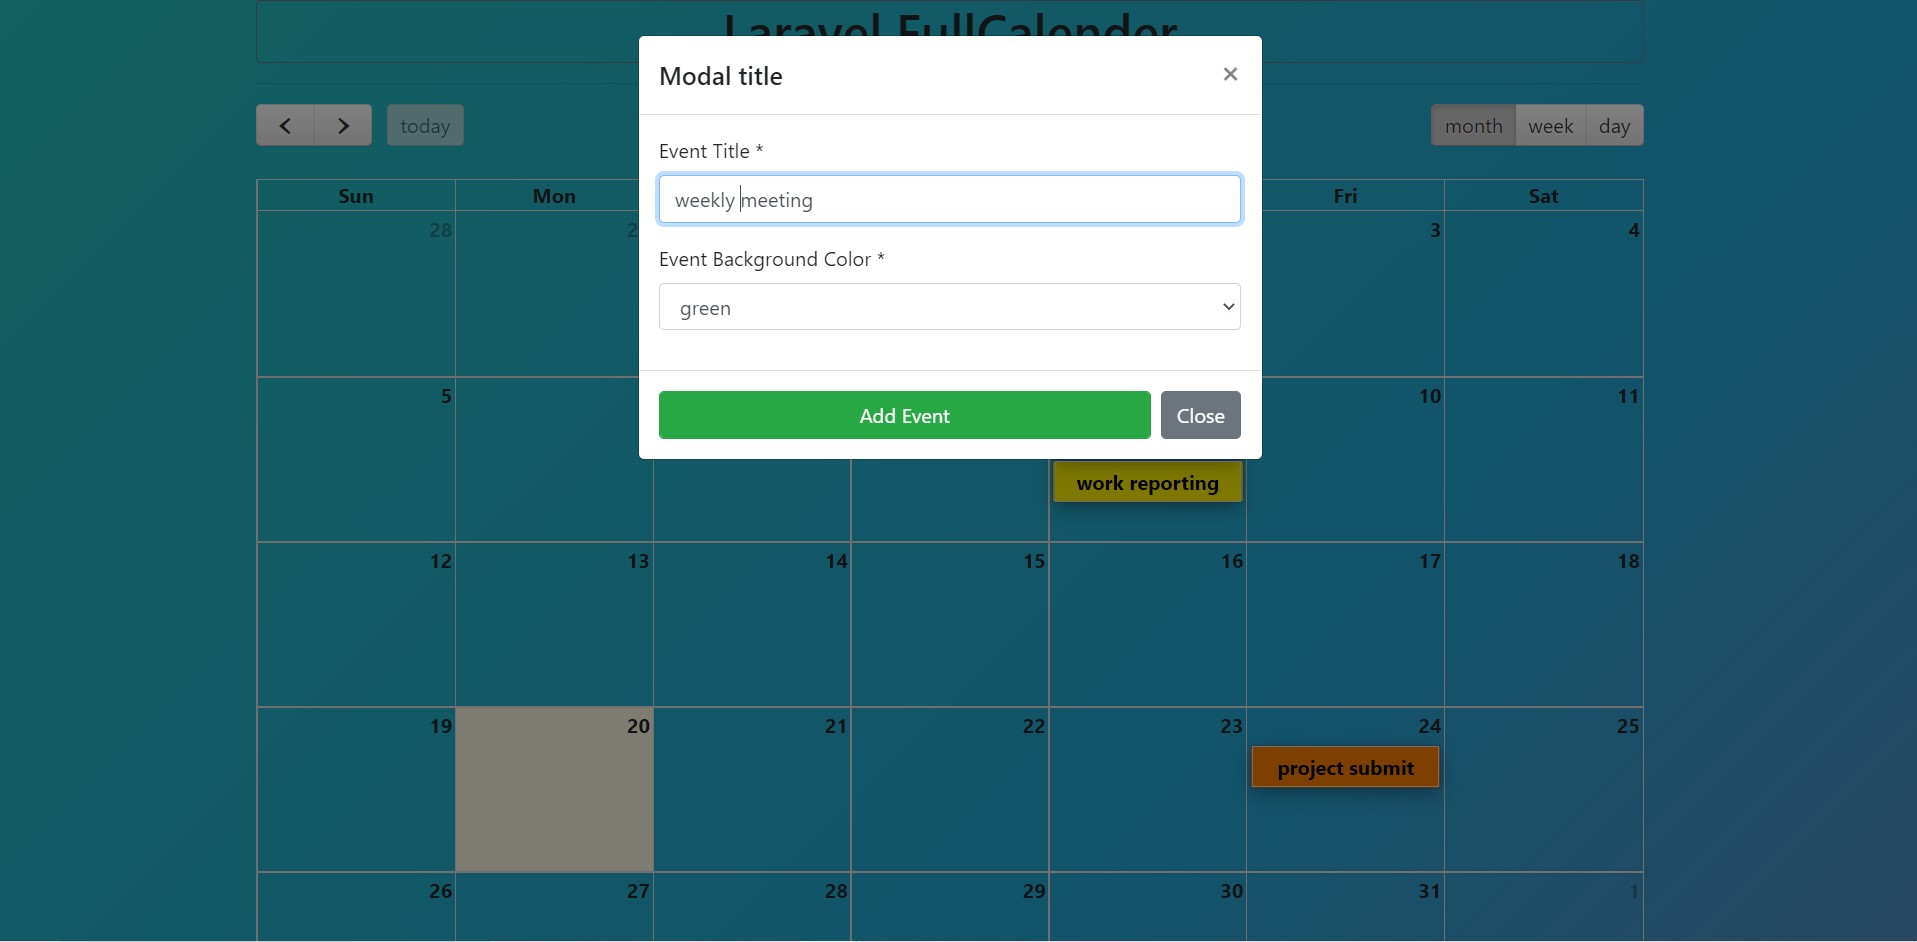 Laravel FullCalender
Modal title ×
Event Title *
weekly meeting
Event Background Color *
green
Add Event Close
today
month week day
Sun Mon Fri Sat
28 2 3 4
5 10 11
work reporting
12 13 14 15 16 17 18
19 20 21 22 23 24 25
project submit
26 27 28 29 30 31 1